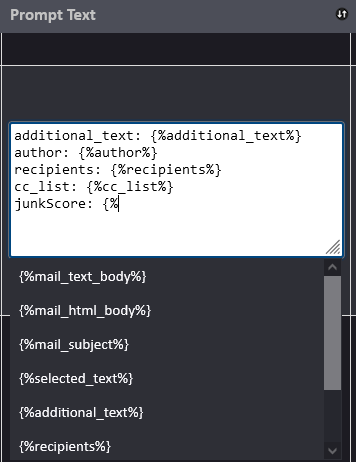 Prompt Text
additional_text: {%additional_text%}
author: {%author%}
recipients: {%recipients%}
cc_list: {%cc_list%}
junkScore: {%
{%mail_text_body%}
{%mail_html_body%}
{%mail_subject%}
{%selected_text%}
{%additional_text%}
{%recipients%}